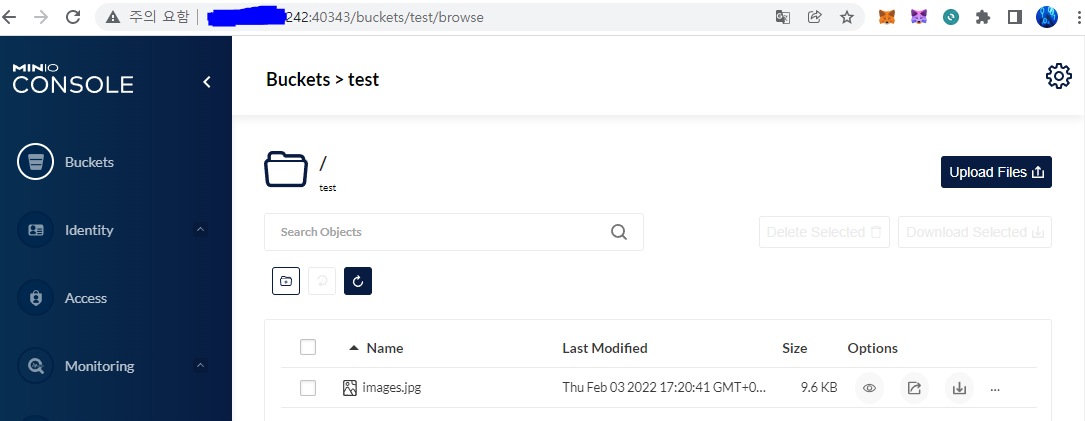 주의 요함 242:40343/buckets/test/browse
MINIO
CONSOLE
Buckets > test
Buckets
Identity
Access
Monitoring
/
test
Upload Files
Search Objects
Delete Selected
Download Selected
Name Last Modified Size Options
images.jpg Thu Feb 03 2022 17:20:41 GMT+0... 9.6 KB ...